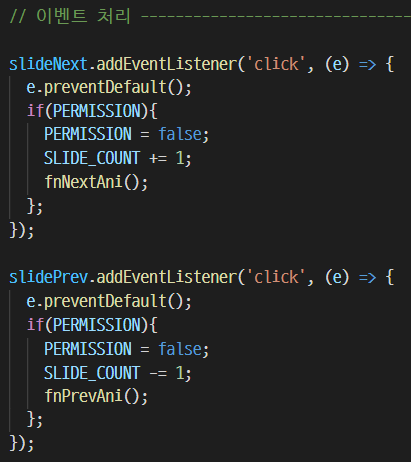 // 이벤트 처리 -------------------------------
slideNext.addEventListener('click', (e) => {
  e.preventDefault();
  if(PERMISSION){
    PERMISSION = false;
    SLIDE_COUNT += 1;
    fnNextAni();
  };
});
slidePrev.addEventListener('click', (e) => {
  e.preventDefault();
  if(PERMISSION){
    PERMISSION = false;
    SLIDE_COUNT -= 1;
    fnPrevAni();
  };
});